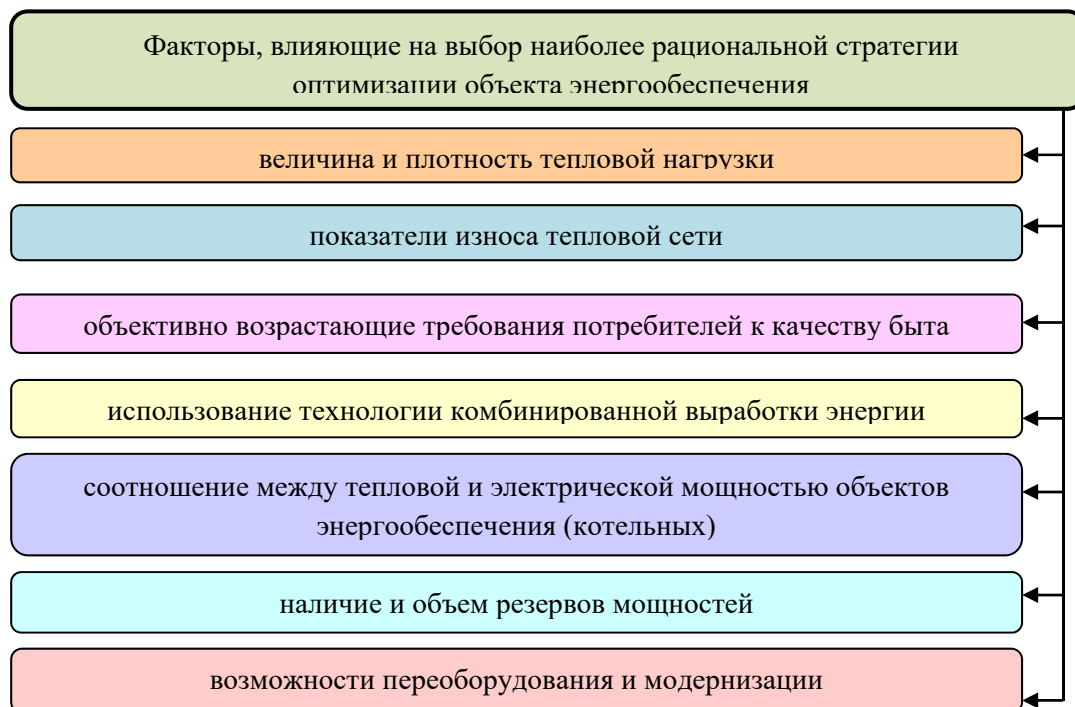 Факторы, влияющие на выбор наиболее рациональной стратегии
оптимизации объекта энергообеспечения
величина и плотность тепловой нагрузки
показатели износа тепловой сети
объективно возрастающие требования потребителей к качеству быта
использование технологии комбинированной выработки энергии
соотношение между тепловой и электрической мощностью объектов
энергообеспечения (котельных)
наличие и объем резервов мощностей
возможности переоборудования и модернизации